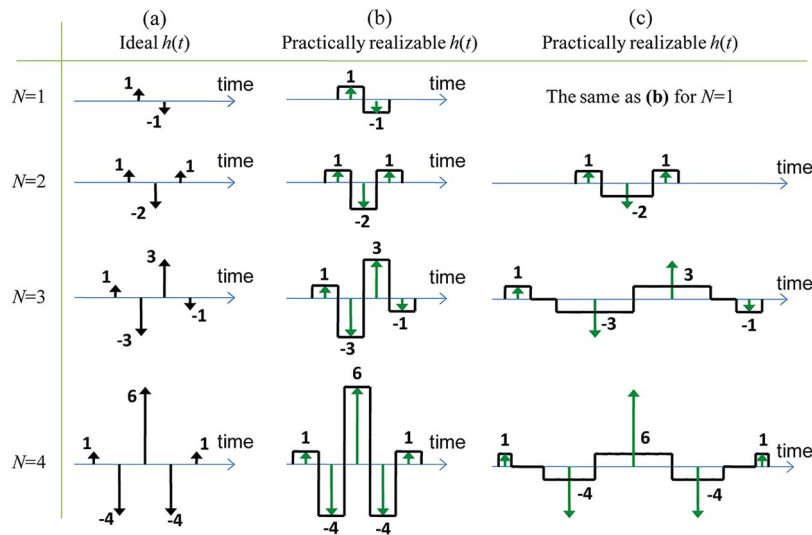 (a) (b) (c)
Ideal h(t) Practically realizable h(t) Practically realizable h(t)
N=1
1 time
-1
1 time
-1
The same as (b) for N=1
N=2
1 1 time
-2
1 1 time
-2
1 1 time
-2
N=3
1 3 time
-3 -1
1 3 time
-3 -1
1 3 time
-3 -1
N=4
1 6 1 time
-4 -4
1 6 1 time
-4 -4
1 6 1 time
-4 -4